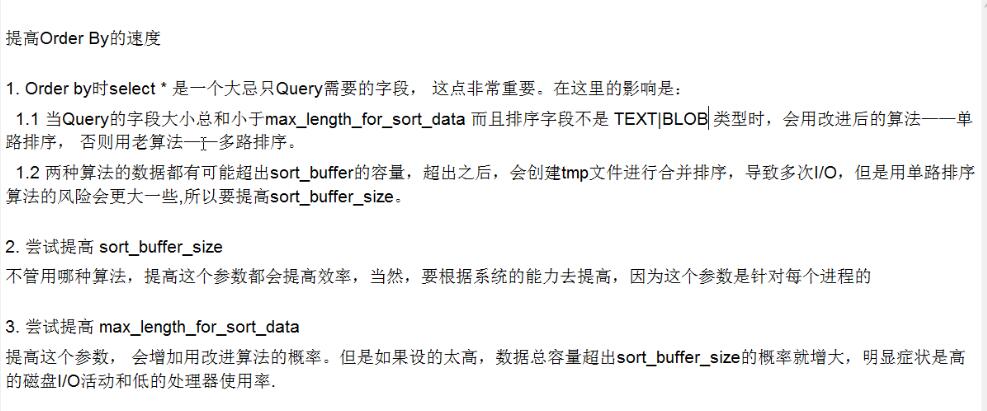 提高Order By的速度
1. Order by时select * 是一个大忌只Query需要的字段， 这点非常重要。在这里的影响是：
1.1 当Query的字段大小总和小于max_length_for_sort_data 而且排序字段不是 TEXT|BLOB 类型时，会用改进后的算法——单
路排序， 否则用老算法——多路排序。
1.2 两种算法的数据都有可能超出sort_buffer的容量，超出之后，会创建tmp文件进行合并排序，导致多次I/O，但是用单路排序
算法的风险会更大一些,所以要提高sort_buffer_size。
2. 尝试提高 sort_buffer_size
不管用哪种算法，提高这个参数都会提高效率，当然，要根据系统的能力去提高，因为这个参数是针对每个进程的
3. 尝试提高 max_length_for_sort_data
提高这个参数， 会增加用改进算法的概率。但是如果设的太高，数据总容量超出sort_buffer_size的概率就增大，明显症状是高
的磁盘I/O活动和低的处理器使用率.